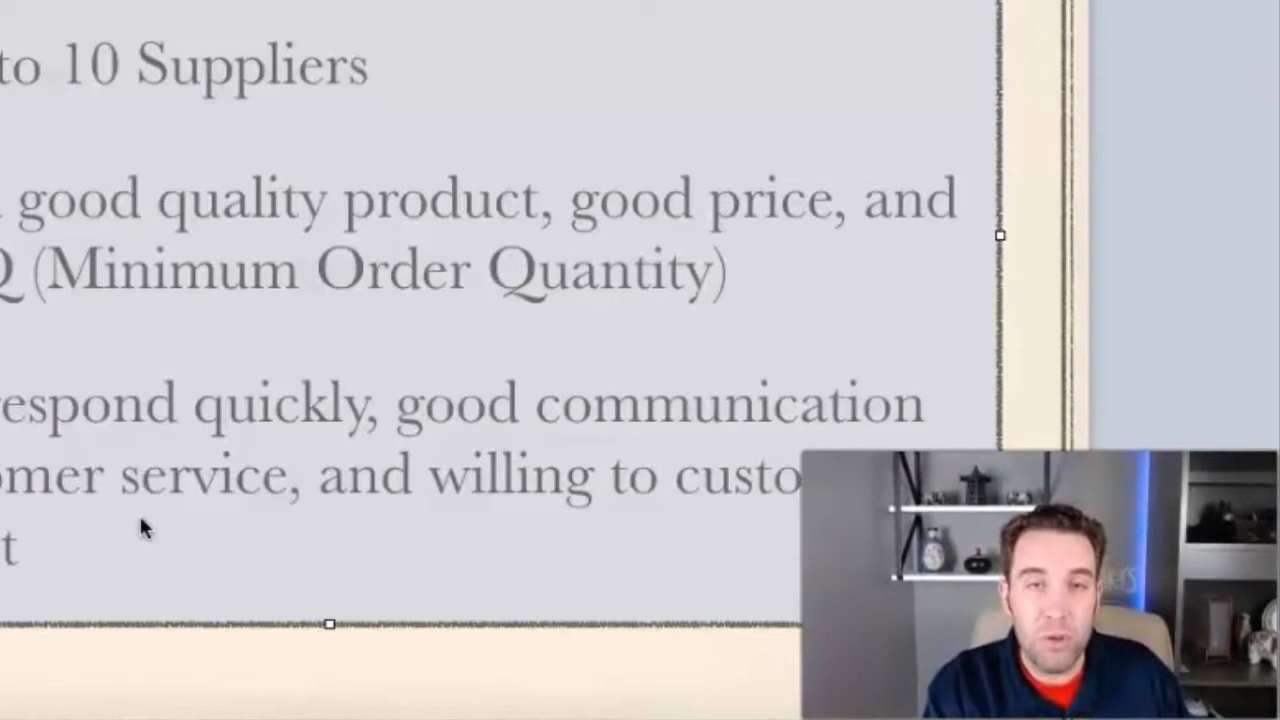 to 10 Suppliers
good quality product, good price, and
Q (Minimum Order Quantity)
respond quickly, good communication
omer service, and willing to custo
t